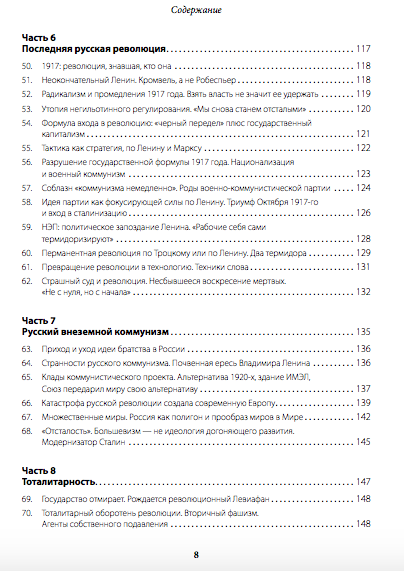 Содержание
Часть 6
Последняя русская революция. 117
50. 1917: революция, знавшая, кто она 118
51. Неокончательный Ленин. Кромвель, а не Робеспьер 118
52. Радикализм и промедления 1917 года. Взять власть не значит ее удержать 119
53. Утопия негильотинного регулирования. «Мы снова станем отсталыми» 120
54. Формула входа в революцию: «черный передел» плюс государственный
капитализм 121
55. Тактика как стратегия, по Ленину и Марксу 122
56. Разрушение государственной формулы 1917 года. Национализация
и военный коммунизм 123
57. Соблазн «коммунизма немедленно». Роды военно-коммунистической партии 124
58. Идея партии как фокусирующей силы по Ленину. Триумф Октября 1917-го
и вход в сталинизацию 126
59. НЭП: политическое запоздание Ленина. «Рабочие себя сами
термидоризируют» 128
60. Перманентная революция по Троцкому или по Ленину. Два термидора 129
61. Превращение революции в технологию. Техники слова 131
62. Страшный суд и революция. Несбывшееся воскресение мертвых.
«Не с нуля, но с начала» 132
Часть 7
Русский внеземной коммунизм 135
63. Приход и уход идеи братства в России 136
64. Странности русского коммунизма. Почвенная ересь Владимира Ленина 136
65. Клады коммунистического проекта. Альтернатива 1920-х, здание ИМЭЛ,
Союз передарил миру свою альтернативу 137
66. Катастрофа русской революции создала современную Европу 139
67. Множественные миры. Россия как полигон и прообраз миров в Мире 142
68. «Отсталость». Большевизм — не идеология догоняющего развития.
Модернизатор Сталин 145
Часть 8
Тоталитарность 147
69. Государство отмирает. Рождается революционный Левиафан 148
70. Тоталитарный оборотень революции. Вторичный фашизм.
Агенты собственного подавления 148
8